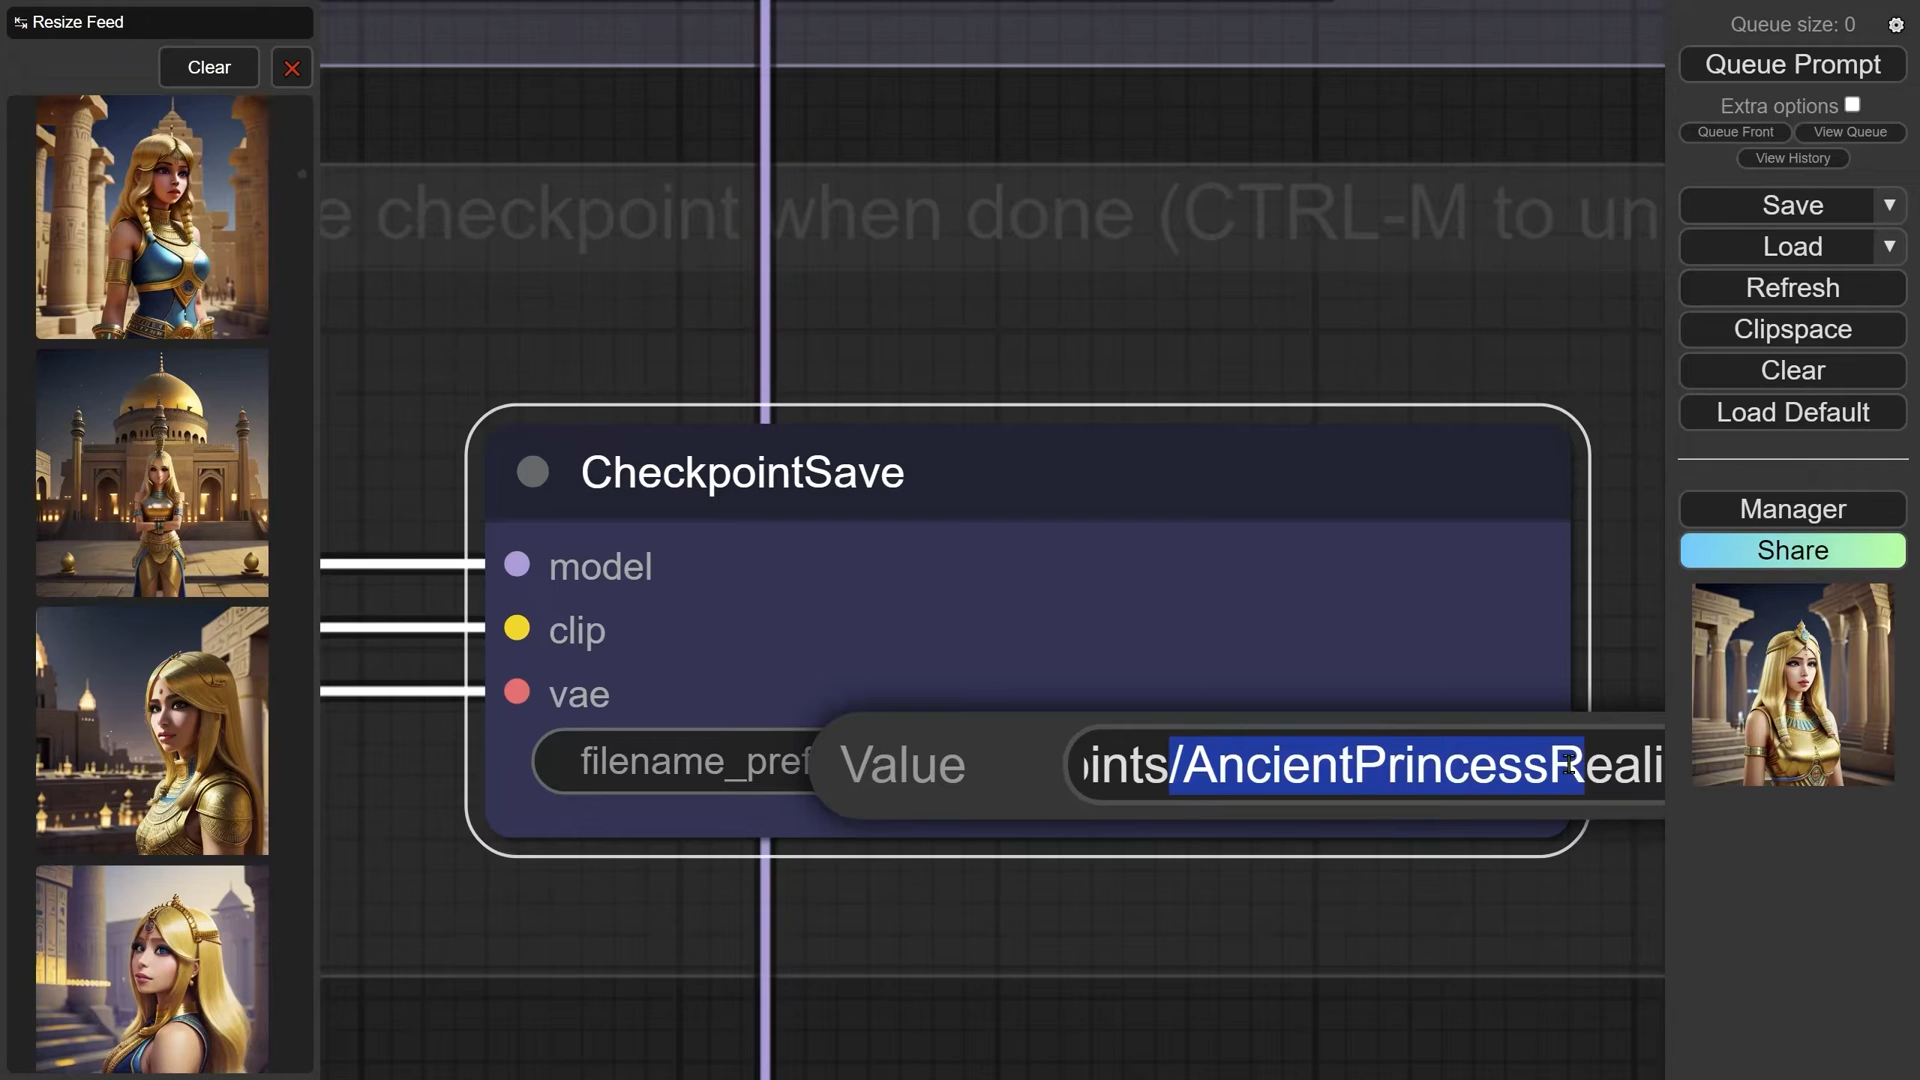 Resize Feed
Clear
e checkpoint when done (CTRL-M to un
CheckpointSave
model
clip
vae
filename_pref
Value
ints/AncientPrincessReali
Queue size: 0
Queue Prompt
Extra options
Queue Front
View Queue
View History
Save
Load
Refresh
Clipspace
Clear
Load Default
Manager
Share